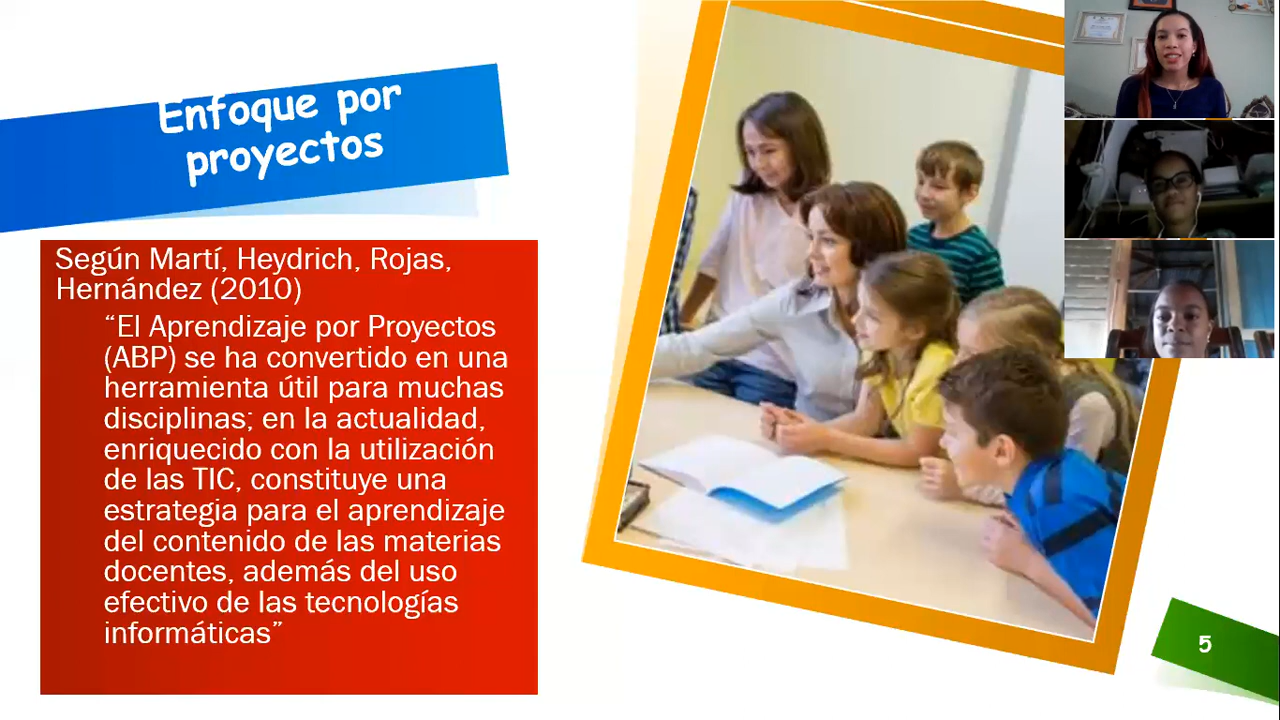 Enfoque por
proyectos
Según Martí, Heydrich, Rojas,
Hernández (2010)
“El Aprendizaje por Proyectos
(ABP) se ha convertido en una
herramienta útil para muchas
disciplinas; en la actualidad,
enriquecido con la utilización
de las TIC, constituye una
estrategia para el aprendizaje
del contenido de las materias
docentes, además del uso
efectivo de las tecnologías
informáticas”
5